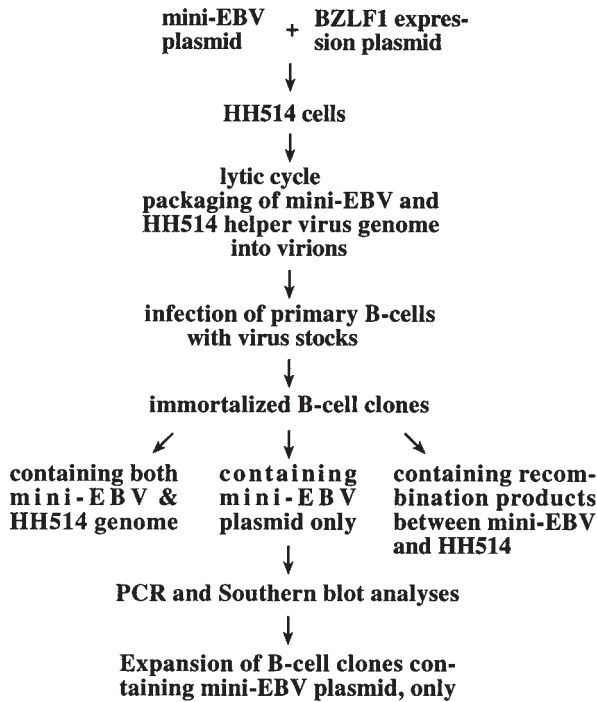 mini-EBV plasmid + BZLF1 expres-
sion plasmid
HH514 cells
lytic cycle
packaging of mini-EBV and
HH514 helper virus genome
into virions
infection of primary B-cells
with virus stocks
immortalized B-cell clones
containing both
mini-EBV &
HH514 genome
containing
mini-EBV
plasmid only
containing recom-
bination products
between mini-EBV
and HH514
PCR and Southern blot analyses
Expansion of B-cell clones con-
taining mini-EBV plasmid, only